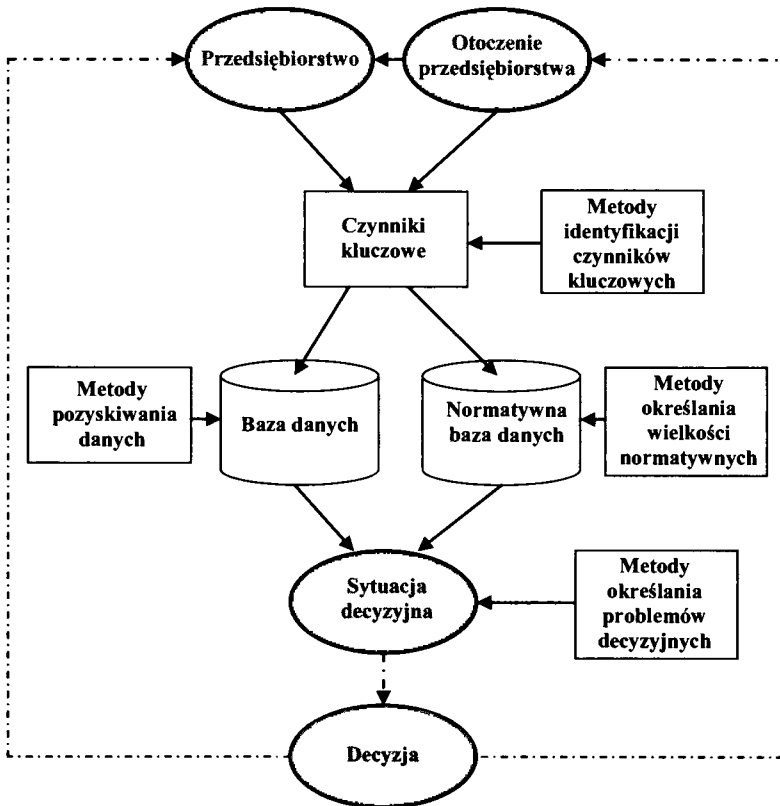 Przedsiębiorstwo
Otoczenie
przedsiębiorstwa
Czynniki
kluczowe
Metody
identyfikacji
czynników
kluczowych
Metody
pozyskiwania
danych
Baza danych
Normatywna
baza danych
Metody
określania
wielkości
normatywnych
Sytuacja
decyzyjna
Metody
określania
problemów
decyzyjnych
Decyzja